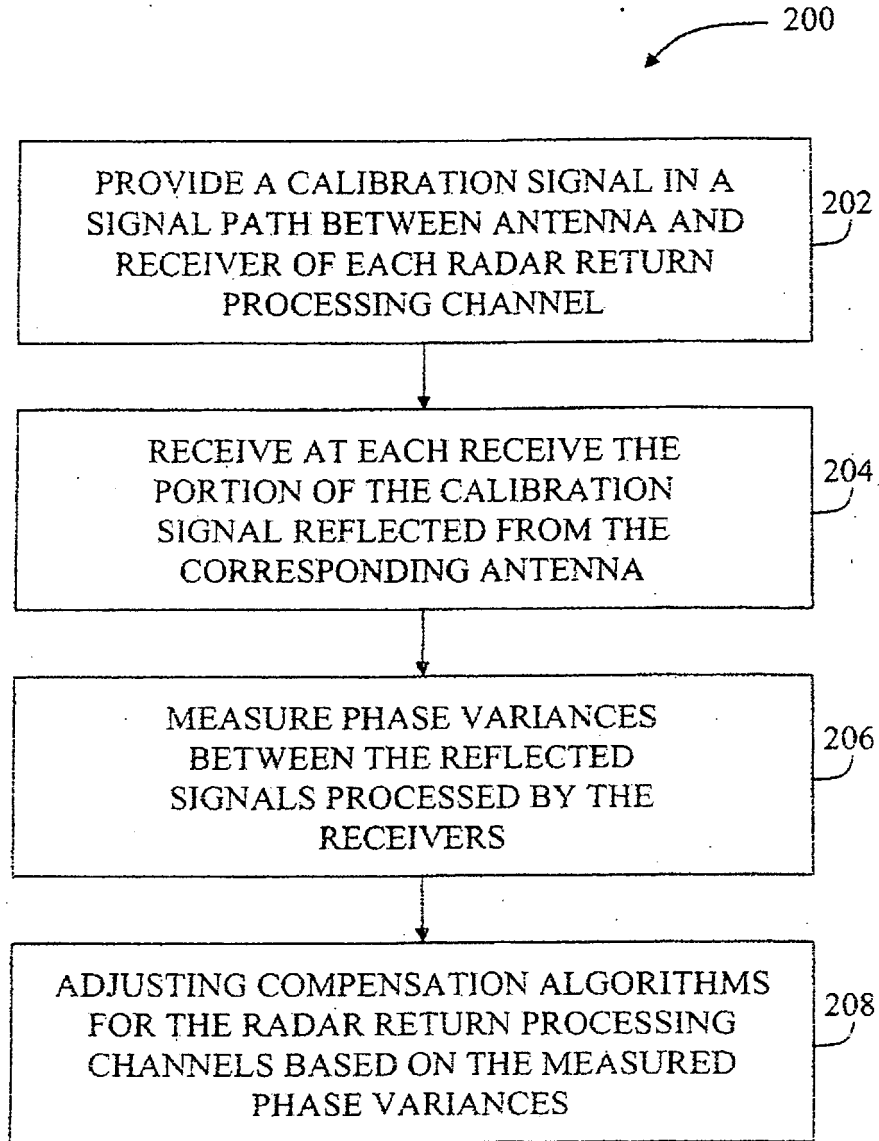 200
PROVIDE A CALIBRATION SIGNAL IN A
SIGNAL PATH BETWEEN ANTENNA AND
RECEIVER OF EACH RADAR RETURN
PROCESSING CHANNEL
202
RECEIVE AT EACH RECEIVE THE
PORTION OF THE CALIBRATION
SIGNAL REFLECTED FROM THE
CORRESPONDING ANTENNA
204
MEASURE PHASE VARIANCES
BETWEEN THE REFLECTED
SIGNALS PROCESSED BY THE
RECEIVERS
206
ADJUSTING COMPENSATION ALGORITHMS
FOR THE RADAR RETURN PROCESSING
CHANNELS BASED ON THE MEASURED
PHASE VARIANCES
208